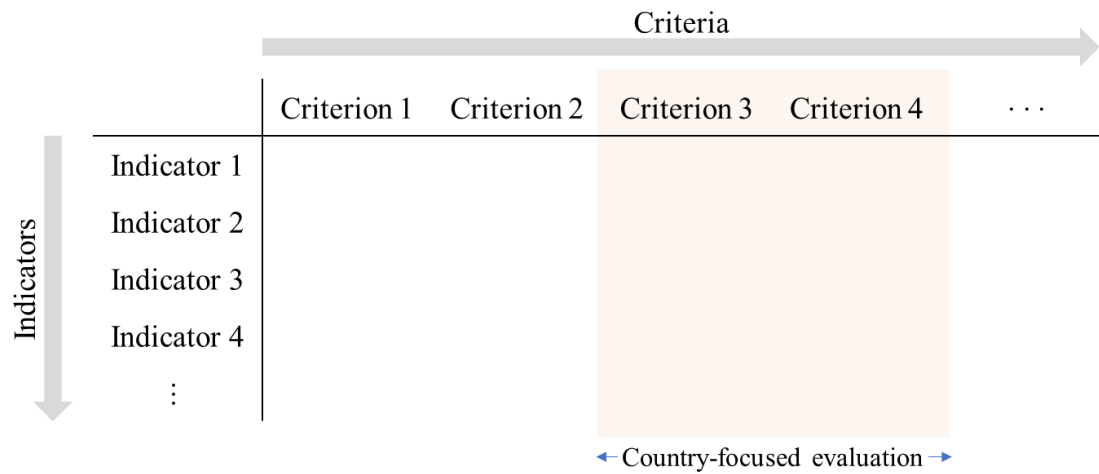 Criteria
Criterion 1 Criterion 2 Criterion 3 Criterion 4 . . .
Indicators
Indicator 1
Indicator 2
Indicator 3
Indicator 4
⋮
Country-focused evaluation